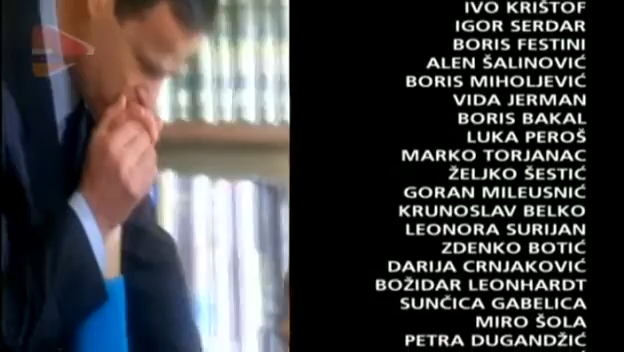 IVO KRIŠTOF
IGOR SERDAR
BORIS FESTINI
ALEN ŠALINOVIĆ
BORIS MIHOLJEVIĆ
VIDA JERMAN
BORIS BAKAL
LUKA PEROŠ
MARKO TORJANAC
ŽELJKO ŠESTIĆ
GORAN MILEUSNIĆ
KRUNOSLAV BELKO
LEONORA SURIJAN
ZDENKO BOTIĆ
DARIJA CRNJAKOVIĆ
BOŽIDAR LEONHARDT
SUNČICA GABELICA
MIRO ŠOLA
PETRA DUGANDŽIĆ